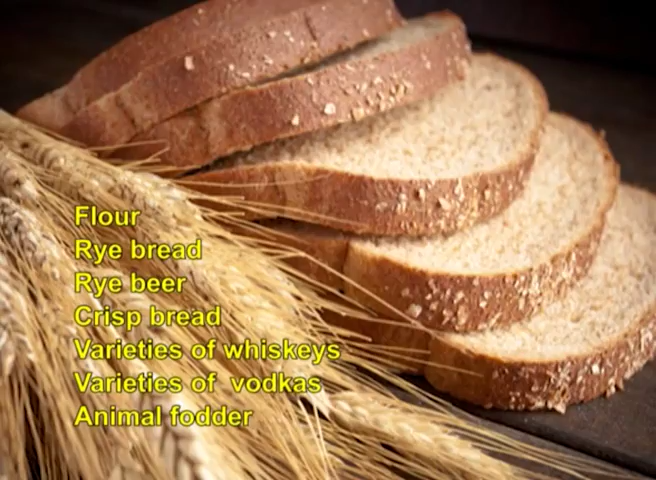 Flour
Rye bread
Rye beer
Crisp bread
Varieties of whiskeys
Varieties of  vodkas
Animal fodder